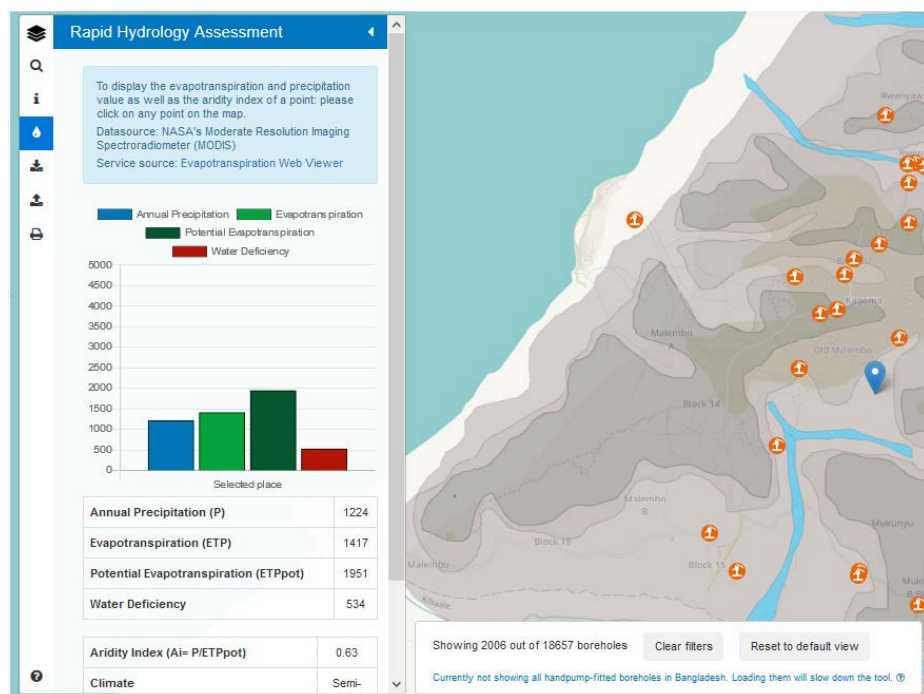 Rapid Hydrology Assessment
To display the evapotranspiration and precipitation
value as well as the aridity index of a point: please
click on any point on the map.
Datasource: NASA's Moderate Resolution Imaging
Spectroradiometer (MODIS)
Service source: Evapotranspiration Web Viewer
Annual Precipitation
Evapotranspiration
Potential Evapotranspiration
Water Deficiency
5000
4500
4000
3500
3000
2500
2000
1500
1000
500
0
Selected place
Annual Precipitation (P) 1224
Evapotranspiration (ETP) 1417
Potential Evapotranspiration (ETPpot) 1951
Water Deficiency 534
Aridity Index (Ai= P/ETPpot) 0.63
Climate Semi-
Rwenyaw
Kagoma
Malembo
A
Old Malembo
Block 14
Malembo
B
Block 18
Block 15
Malembo
Kibaale
Mukunyu
Showing 2006 out of 18657 boreholes
Clear filters
Reset to default view
Currently not showing all handpump-fitted boreholes in Bangladesh. Loading them will slow down the tool.